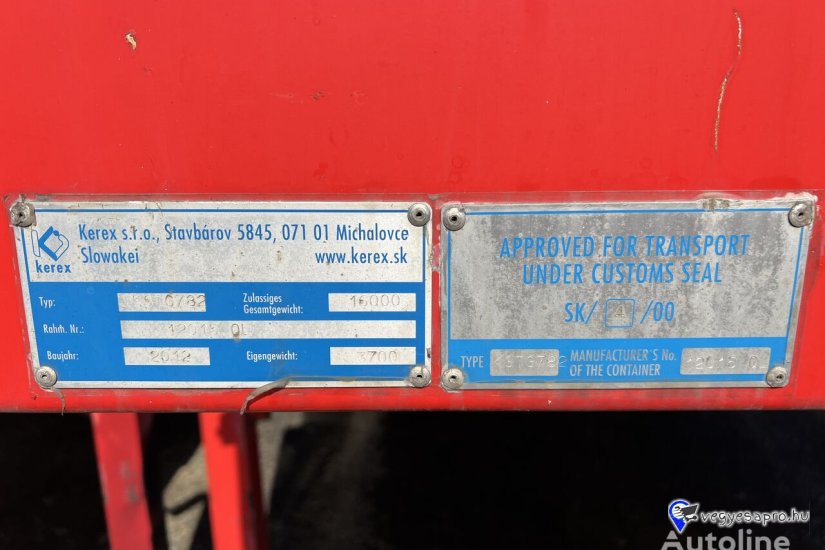 kerex
Kerex s.r.o., Stavbárov 5845, 071 01 Michalovce
Slowakei www.kerex.sk
Typ: Zulassiges Gesamtgewicht: 16000
Rahm. Nr.:
Baujahr: 2012 Eigengewicht: 3700
APPROVED FOR TRANSPORT
UNDER CUSTOMS SEAL
SK/ A /00
TYPE MANUFACTURER'S No.
OF THE CONTAINER
vegyesapro.hu
Autoline